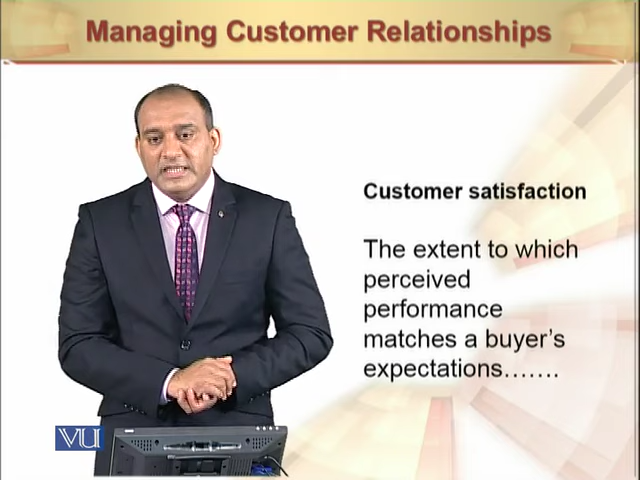 Managing Customer Relationships
Customer satisfaction
The extent to which
perceived
performance
matches a buyer's
expectations.......
VU